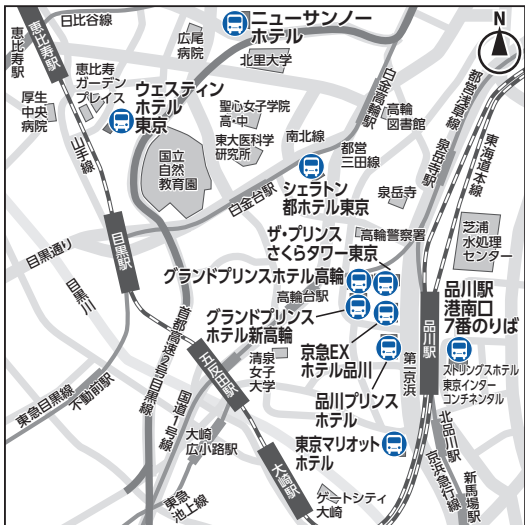 日比谷線
恵比寿駅
恵比寿駅
広尾
病院
ニューサンノー
ホテル
北里大学
N
恵比寿
ガーデン
プレイス
厚生
中央
病院
ウェスティン
ホテル
東京
山手線
聖心女子学院
高・中
東大医科学
研究所
国立
自然
教育園
南北線
都営
三田線
白金高輪駅
高輪
図書館
都営浅草線
泉岳寺駅
東海道本線
シェラトン
都ホテル東京
泉岳寺
白金台駅
目黒通り
目黒駅
目黒川
ザ・プリンス
さくらタワー東京
高輪警察署
芝浦
水処理
センター
グランドプリンスホテル高輪
高輪台駅
グランドプリンス
ホテル新高輪
京急EX
ホテル品川
品川駅
品川駅
港南口
7番のりば
ストリングスホテル
東京インター
コンチネンタル
首都高速2号目黒線
五反田駅
清泉
女子
大学
品川プリンス
ホテル
第一京浜
東急目黒線
不動前駅
国道1号線
大崎
広小路駅
東京マリオット
ホテル
北品川駅
京浜急行線
新馬場駅
大崎駅
東急
池上線
ゲートシティ
大崎